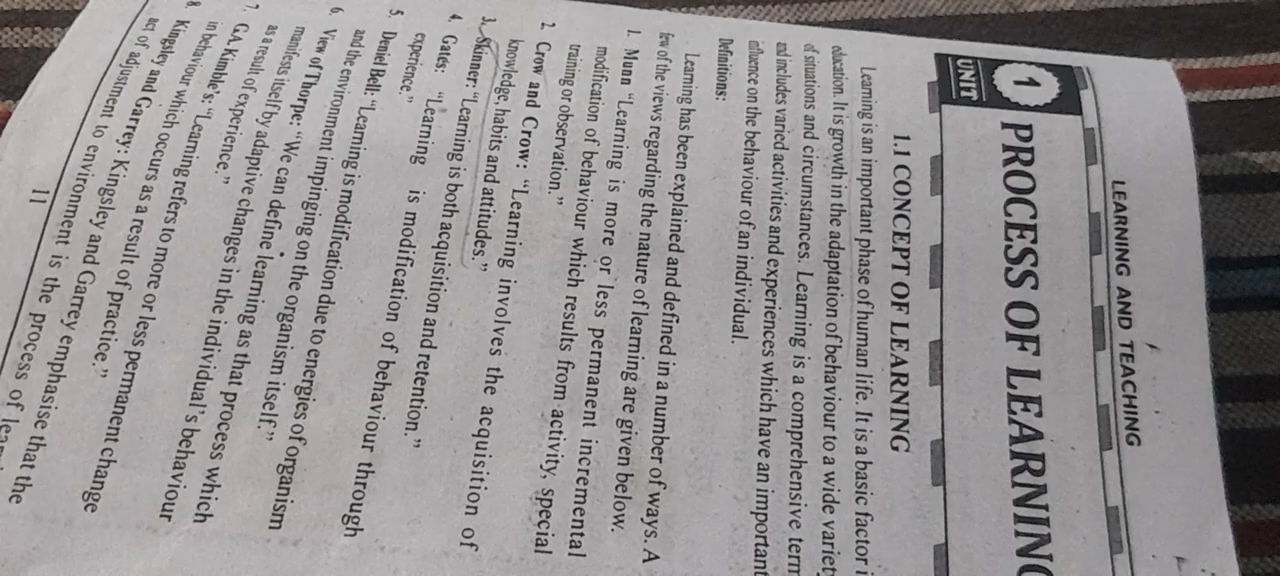 LEARNING AND TEACHING
1
UNIT
PROCESS OF LEARNING
1.1 CONCEPT OF LEARNING
Learning is an important phase of human life. It is a basic factor
education. It is growth in the adaptation of behaviour to a wide
of situations and circumstances. Learning is a comprehensive term
and includes varied activities and experiences which have an important
influence on the behaviour of an individual.
Definitions:
Learning has been explained and defined in a number of ways. A
few of the views regarding the nature of learning are given below.
1. Munn “Learning is more or less permanent incremental
modification of behaviour which results from activity, special
training or observation.”
2. Crow and Crow: “Learning involves the acquisition of
knowledge, habits and attitudes.”
3. Skinner: “Learning is both acquisition and retention.”
4. Gates: “Learning is modification of behaviour through
experience.”
5. Deniel Bell: “Learning is modification due to energies of organism
and the environment impinging on the organism itself.”
6. View of Thorpe: “We can define learning as that process which
manifests itself by adaptive changes in the individual’s behaviour
as a result of experience.”
7. GA Kimble’s: “Learning refers to more or less permanent change
in behaviour which occurs as a result of practice.”
8. Kingsley and Garrey: Kingsley and Garrey emphasise that the
act of adjustment to environment is the process of
11